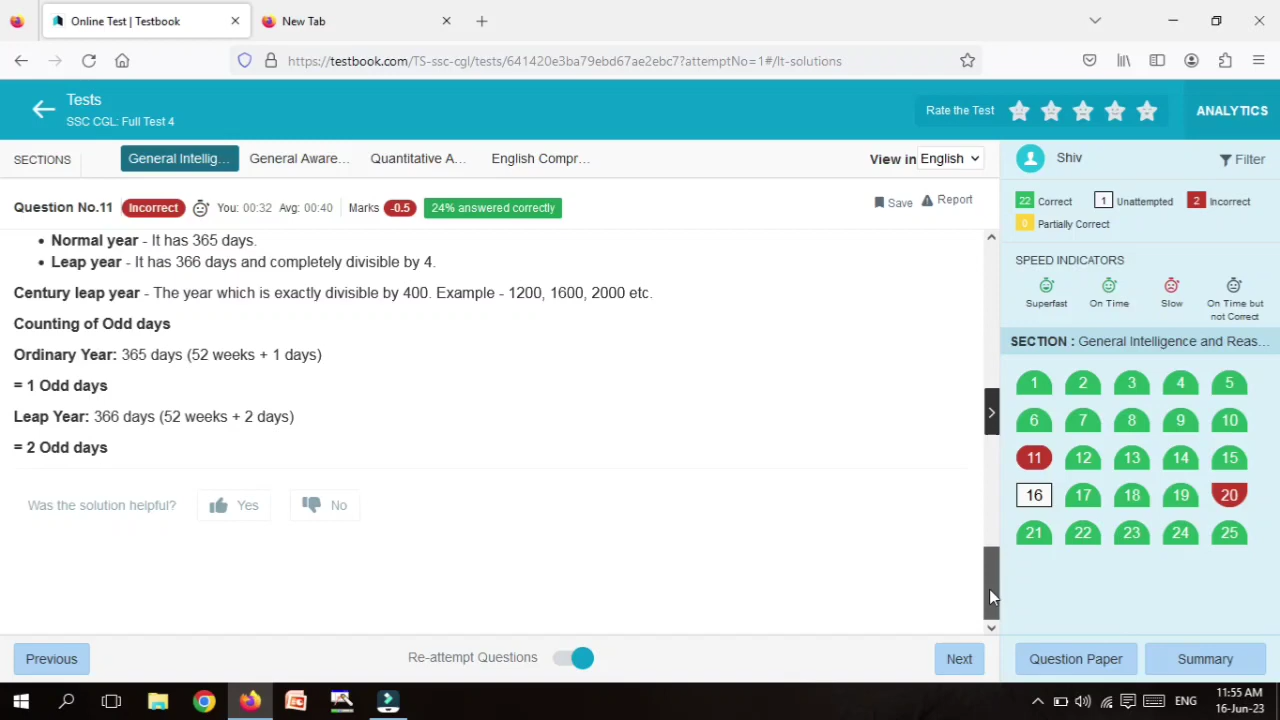 Online Test | Testbook
New Tab
https://testbook.com/TS-ssc-cgl/tests/641420e3ba79ebd67ae2ebc7?attemptNo=1#/lt-solutions
Tests
SSC CGL: Full Test 4
Rate the Test
ANALYTICS
SECTIONS
General Intellig...
General Aware...
Quantitative A...
English Compr...
View in English
Shiv
Filter
Question No.11 Incorrect You: 00:32 Avg: 00:40 Marks -0.5 24% answered correctly
Save Report
22 Correct 1 Unattempted 2 Incorrect
0 Partially Correct
• Normal year - It has 365 days.
• Leap year - It has 366 days and completely divisible by 4.
Century leap year - The year which is exactly divisible by 400. Example - 1200, 1600, 2000 etc.
Counting of Odd days
Ordinary Year: 365 days (52 weeks + 1 days)
= 1 Odd days
Leap Year: 366 days (52 weeks + 2 days)
= 2 Odd days
Was the solution helpful? Yes No
SPEED INDICATORS
Superfast On Time Slow On Time but
not Correct
SECTION : General Intelligence and Reas...
1 2 3 4 5
6 7 8 9 10
11 12 13 14 15
16 17 18 19 20
21 22 23 24 25
Previous
Re-attempt Questions
Next
Question Paper
Summary
ENG
11:55 AM
16-Jun-23